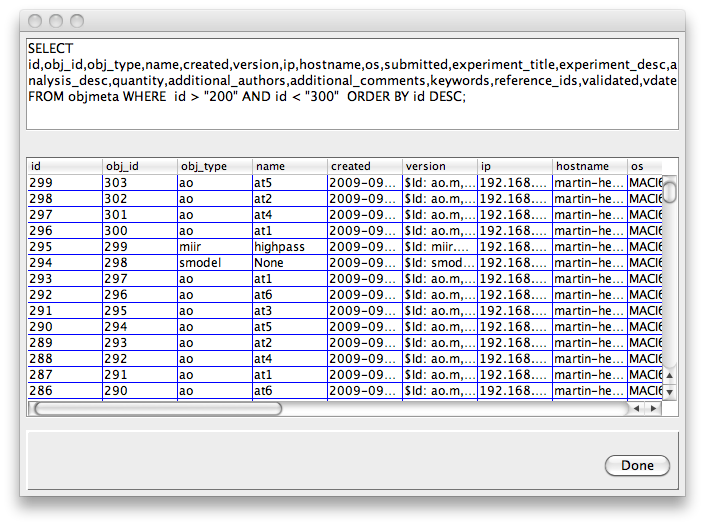 SELECT
id,obj_id,obj_type,name,created,version,ip,hostname,os,submitted,experiment_title,experiment_desc,a
nalysis_desc,quantity,additional_authors,additional_comments,keywords,reference_ids,validated,vdate
FROM objmeta WHERE  id > "200" AND id < "300"  ORDER BY id DESC;
id obj_id obj_type name created version ip hostname os
299 303 ao at5 2009-09... $Id: ao.m,... 192.168.... martin-he... MACI6
298 302 ao at2 2009-09... $Id: ao.m,... 192.168.... martin-he... MACI6
297 301 ao at4 2009-09... $Id: ao.m,... 192.168.... martin-he... MACI6
296 300 ao at1 2009-09... $Id: ao.m,... 192.168.... martin-he... MACI6
295 299 miir highpass 2009-09... $Id: miir.... 192.168.... martin-he... MACI6
294 298 smodel None 2009-09... $Id: smod... 192.168.... martin-he... MACI6
293 297 ao at1 2009-09... $Id: ao.m,... 192.168.... martin-he... MACI6
292 296 ao at6 2009-09... $Id: ao.m,... 192.168.... martin-he... MACI6
291 295 ao at3 2009-09... $Id: ao.m,... 192.168.... martin-he... MACI6
290 294 ao at5 2009-09... $Id: ao.m,... 192.168.... martin-he... MACI6
289 293 ao at2 2009-09... $Id: ao.m,... 192.168.... martin-he... MACI6
288 292 ao at4 2009-09... $Id: ao.m,... 192.168.... martin-he... MACI6
287 291 ao at1 2009-09... $Id: ao.m,... 192.168.... martin-he... MACI6
286 290 ao at6 2009-09... $Id: ao.m,... 192.168.... martin-he... MACI6
Done